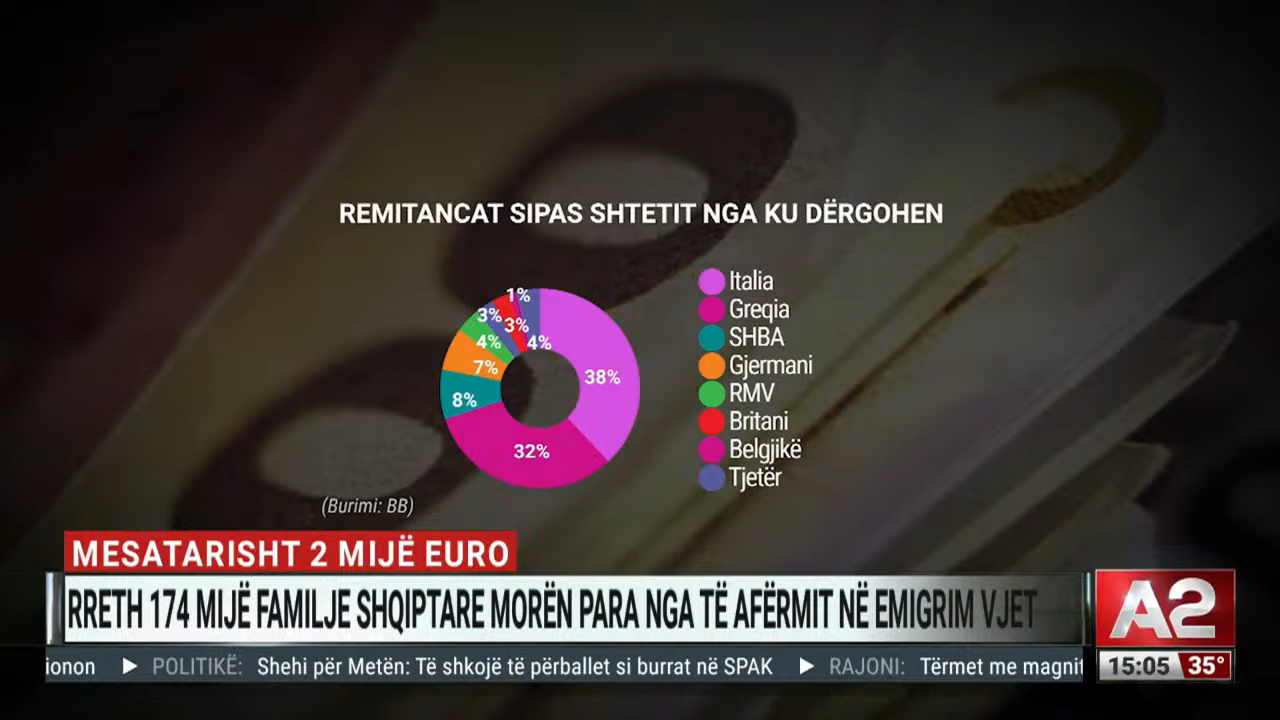 REMITANCAT SIPAS SHTETIT NGA KU DËRGOHEN
1%
3%
3%
4%
4%
7%
8%
38%
32%
Italia
Greqia
SHBA
Gjermani
RMV
Britani
Belgjikë
Tjetër
(Burimi: BB)
MESATARISHT 2 MIJË EURO
RRETH 174 MIJË FAMILJE SHQIPTARE MORËN PARA NGA TË AFËRMIT NË EMIGRIM VJET
A2
ionon ▶ POLITIKË: Shehi për Metën: Të shkojë të përballet si burrat në SPAK ▶ RAJONI: Tërmet me magnit
15:05 35°